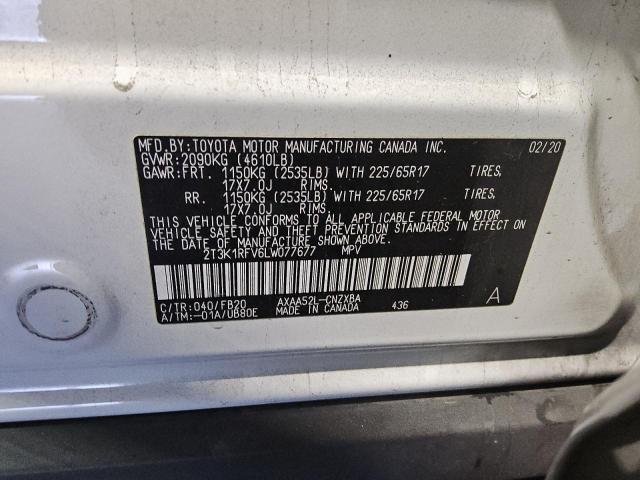 MFD.BY:TOYOTA MOTOR MANUFACTURING CANADA INC. 02/20
GVWR:2090KG (4610LB)
GAWR:FRT. 1150KG (2535LB) WITH 225/65R17 TIRES.
17X7.0J RIMS.
RR. 1150KG (2535LB) WITH 225/65R17 TIRES.
17X7.0J RIMS.
THIS VEHICLE CONFORMS TO ALL APPLICABLE FEDERAL MOTOR
VEHICLE SAFETY AND THEFT PREVENTION STANDARDS IN EFFECT
ON THE DATE OF MANUFACTURE SHOWN ABOVE.
2T3K1RFV6LW077677 MPV
C/TR:040/FB20 AXAA52L-CNZXBA 436 A
A/TM:-01A/UB80E MADE IN CANADA